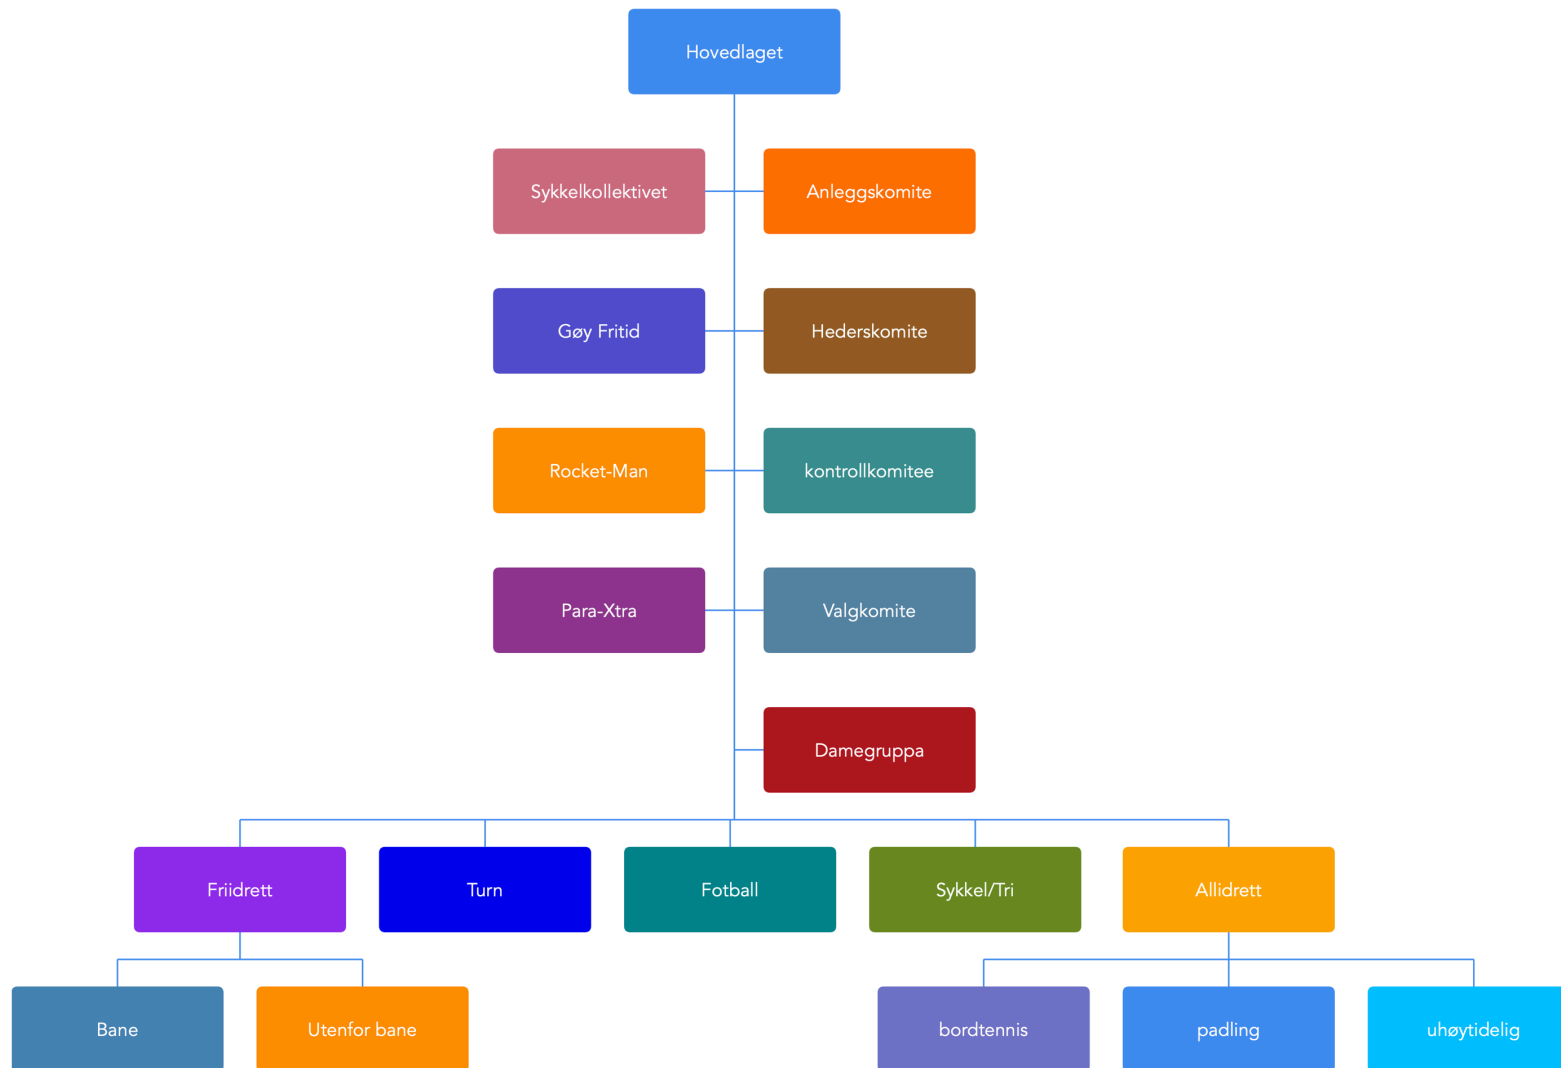 Hovedlaget
Sykkelkollektivet
Anleggskomite
Gøy Fritid
Hederskomite
Rocket-Man
kontrollkomitee
Para-Xtra
Valgkomite
Damegruppa
Friidrett
Turn
Fotball
Sykkel/Tri
Allidrett
Bane
Utenfor bane
bordtennis
padling
uhøytidelig